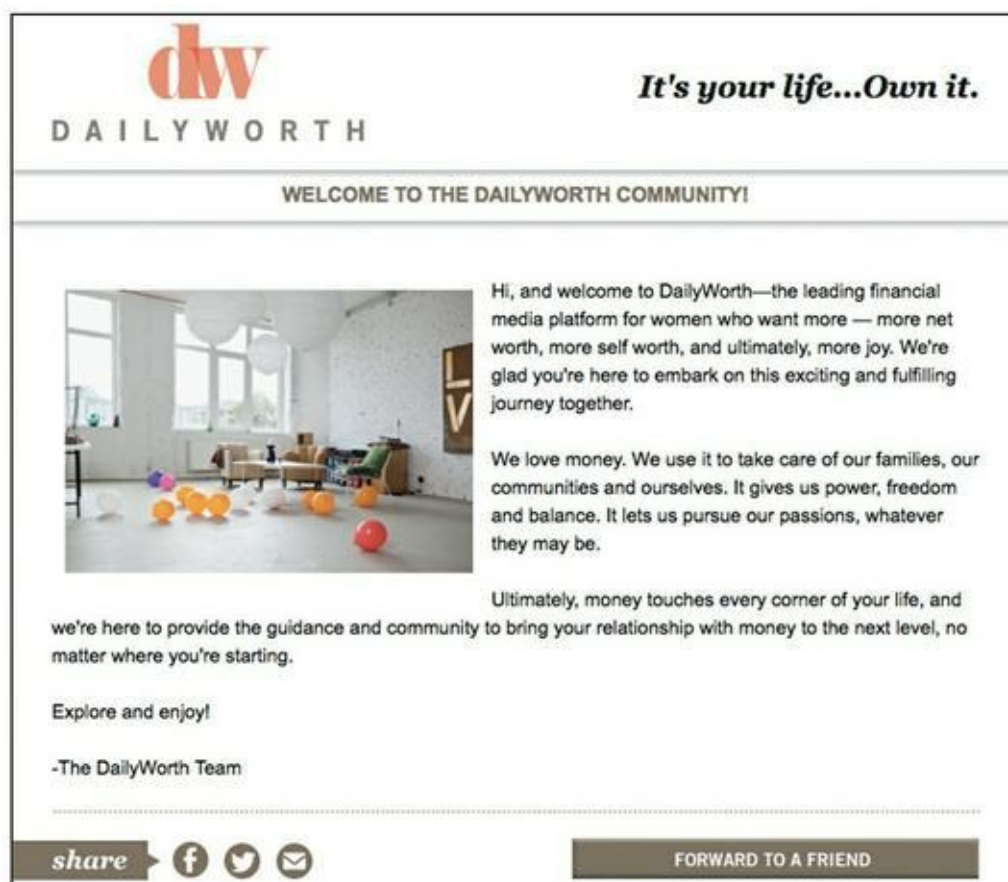 dw
DAILYWORTH
It's your life...Own it.
WELCOME TO THE DAILYWORTH COMMUNITY!
Hi, and welcome to DailyWorth—the leading financial
media platform for women who want more — more net
worth, more self worth, and ultimately, more joy. We're
glad you're here to embark on this exciting and fulfilling
journey together.
We love money. We use it to take care of our families, our
communities and ourselves. It gives us power, freedom
and balance. It lets us pursue our passions, whatever
they may be.
Ultimately, money touches every corner of your life, and
we're here to provide the guidance and community to bring your relationship with money to the next level, no
matter where you're starting.
Explore and enjoy!
-The DailyWorth Team
share
FORWARD TO A FRIEND
LV